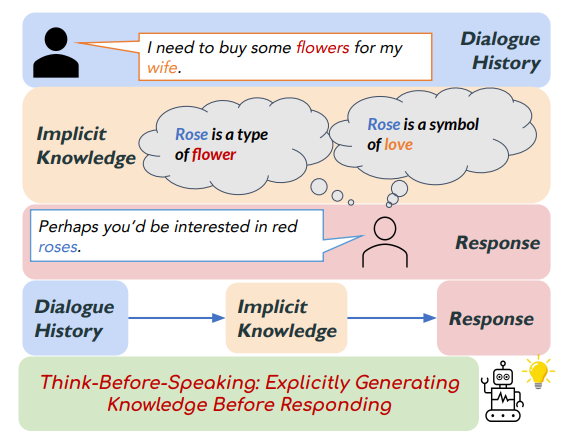 I need to buy some flowers for my
wife.
Dialogue
History
Implicit
Knowledge
Rose is a type
of flower
Rose is a symbol
of love
Perhaps you'd be interested in red
roses.
Response
Dialogue
History
Implicit
Knowledge
Response
Think-Before-Speaking: Explicitly Generating
Knowledge Before Responding